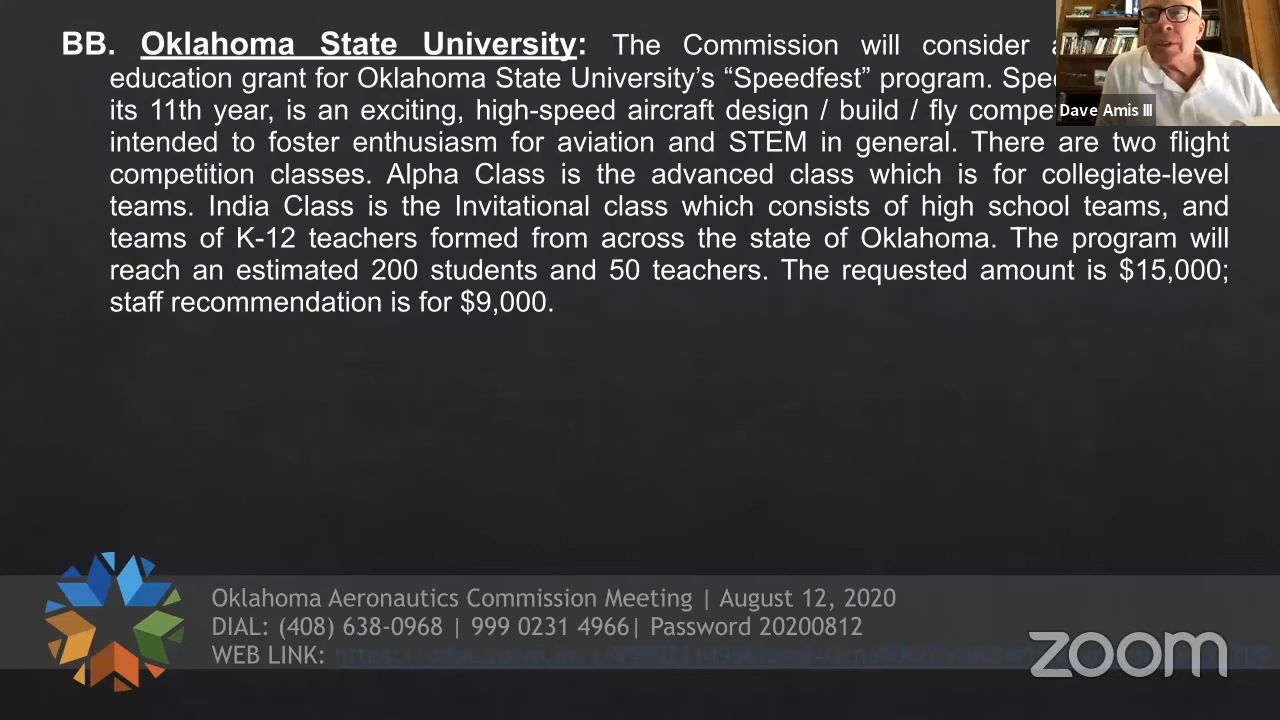 BB. Oklahoma State University: The Commission will consider
education grant for Oklahoma State University's “Speedfest” program.
its 11th year, is an exciting, high-speed aircraft design / build / fly
Dave Amis III
intended to foster enthusiasm for aviation and STEM in general. There are two flight
competition classes. Alpha Class is the advanced class which is for collegiate-level
teams. India Class is the Invitational class which consists of high school teams, and
teams of K-12 teachers formed from across the state of Oklahoma. The program will
reach an estimated 200 students and 50 teachers. The requested amount is $15,000;
staff recommendation is for $9,000.
Oklahoma Aeronautics Commission Meeting | August 12, 2020
DIAL: (408) 638-0968 | 999 0231 4966| Password 20200812
WEB LINK:
zoom